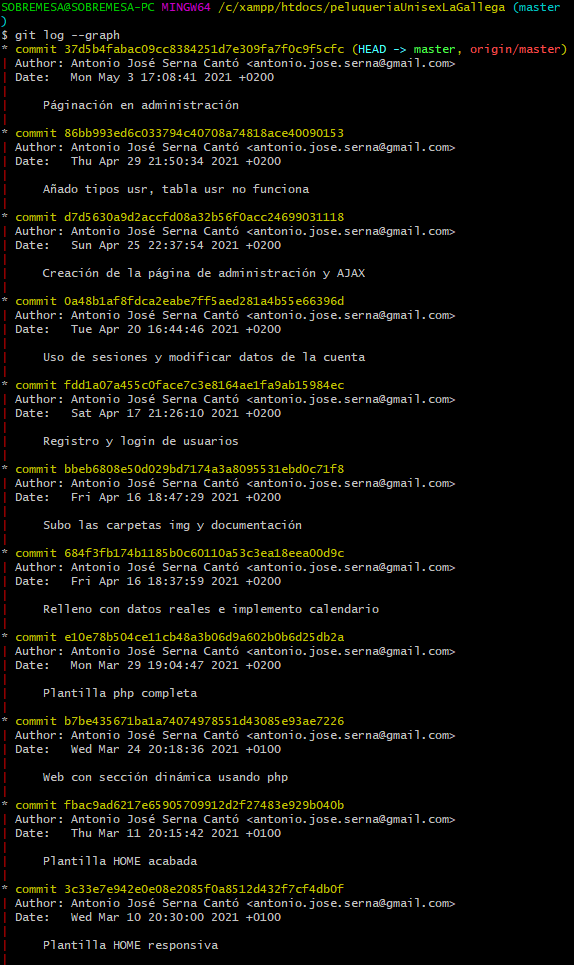 SOBREMESA@SOBREMESA-PC MINGW64 /c/xampp/htdocs/peluqueriaUnisexLaGallega (master
)
$ git log --graph
* commit 37d5b4fabac09cc8384251d7e309fa7f0c9f5cfc (HEAD -> master, origin/master)
| Author: Antonio José Serna Cantó <antonio.jose.serna@gmail.com>
| Date:   Mon May 3 17:08:41 2021 +0200
|
|     Páginación en administración
|
* commit 86bb993ed6c033794c40708a74818ace40090153
| Author: Antonio José Serna Cantó <antonio.jose.serna@gmail.com>
| Date:   Thu Apr 29 21:50:34 2021 +0200
|
|     Añado tipos usr, tabla usr no funciona
|
* commit d7d5630a9d2accfd08a32b56f0acc24699031118
| Author: Antonio José Serna Cantó <antonio.jose.serna@gmail.com>
| Date:   Sun Apr 25 22:37:54 2021 +0200
|
|     Creación de la página de administración y AJAX
|
* commit 0a48b1af8fdca2eabe7ff5aed281a4b55e66396d
| Author: Antonio José Serna Cantó <antonio.jose.serna@gmail.com>
| Date:   Tue Apr 20 16:44:46 2021 +0200
|
|     Uso de sesiones y modificar datos de la cuenta
|
* commit fdd1a07a455c0face7c3e8164ae1fa9ab15984ec
| Author: Antonio José Serna Cantó <antonio.jose.serna@gmail.com>
| Date:   Sat Apr 17 21:26:10 2021 +0200
|
|     Registro y login de usuarios
|
* commit bbeb6808e50d029bd7174a3a8095531ebd0c71f8
| Author: Antonio José Serna Cantó <antonio.jose.serna@gmail.com>
| Date:   Fri Apr 16 18:47:29 2021 +0200
|
|     Subo las carpetas img y documentación
|
* commit 684f3fb174b1185b0c60110a53c3ea18eea00d9c
| Author: Antonio José Serna Cantó <antonio.jose.serna@gmail.com>
| Date:   Fri Apr 16 18:37:59 2021 +0200
|
|     Relleno con datos reales e implemento calendario
|
* commit e10e78b504ce11cb48a3b06d9a602b0b6d25db2a
| Author: Antonio José Serna Cantó <antonio.jose.serna@gmail.com>
| Date:   Mon Mar 29 19:04:47 2021 +0200
|
|     Plantilla php completa
|
* commit b7be435671ba1a74074978551d43085e93ae7226
| Author: Antonio José Serna Cantó <antonio.jose.serna@gmail.com>
| Date:   Wed Mar 24 20:18:36 2021 +0100
|
|     Web con sección dinámica usando php
|
* commit fbac9ad6217e65905709912d2f27483e929b040b
| Author: Antonio José Serna Cantó <antonio.jose.serna@gmail.com>
| Date:   Thu Mar 11 20:15:42 2021 +0100
|
|     Plantilla HOME acabada
|
* commit 3c33e7e942e0e08e2085f0a8512d432f7cf4db0f
| Author: Antonio José Serna Cantó <antonio.jose.serna@gmail.com>
| Date:   Wed Mar 10 20:30:00 2021 +0100
|
|     Plantilla HOME responsiva
|